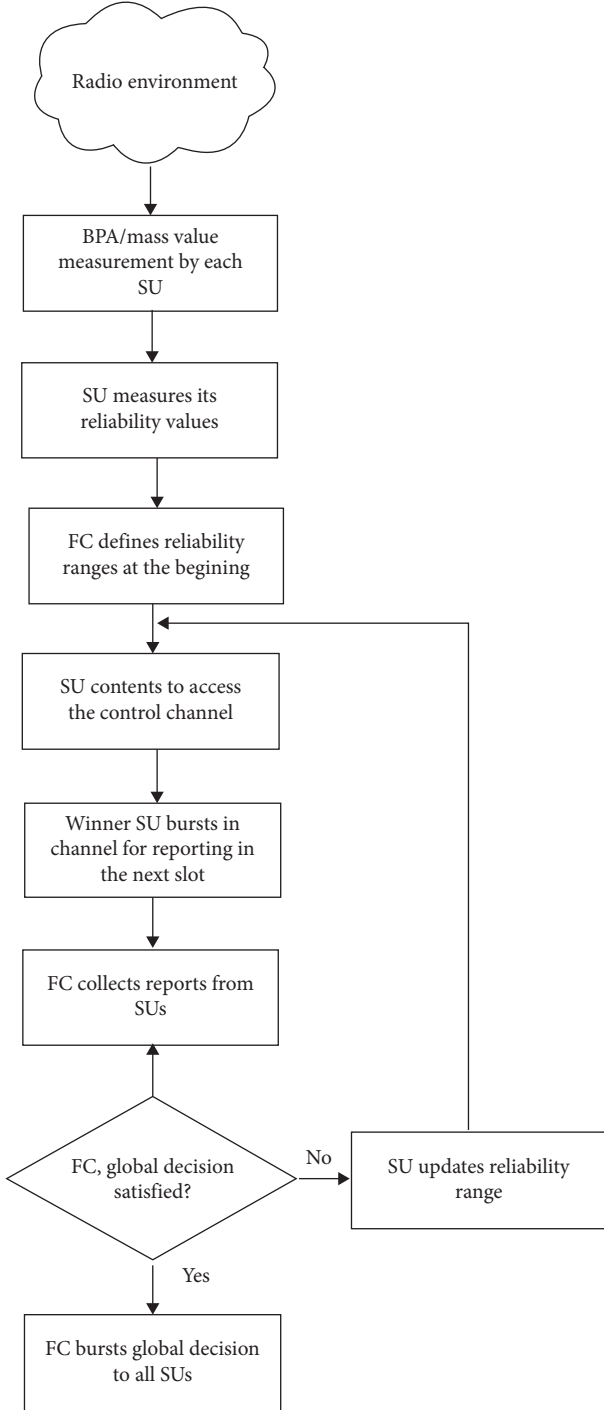 Radio environment
BPA/mass value
measurement by each
SU
SU measures its
reliability values
FC defines reliability
ranges at the begining
SU contents to access
the control channel
Winner SU bursts in
channel for reporting in
the next slot
FC collects reports from
SUs
FC, global decision
satisfied?
No
SU updates reliability
range
Yes
FC bursts global decision
to all SUs